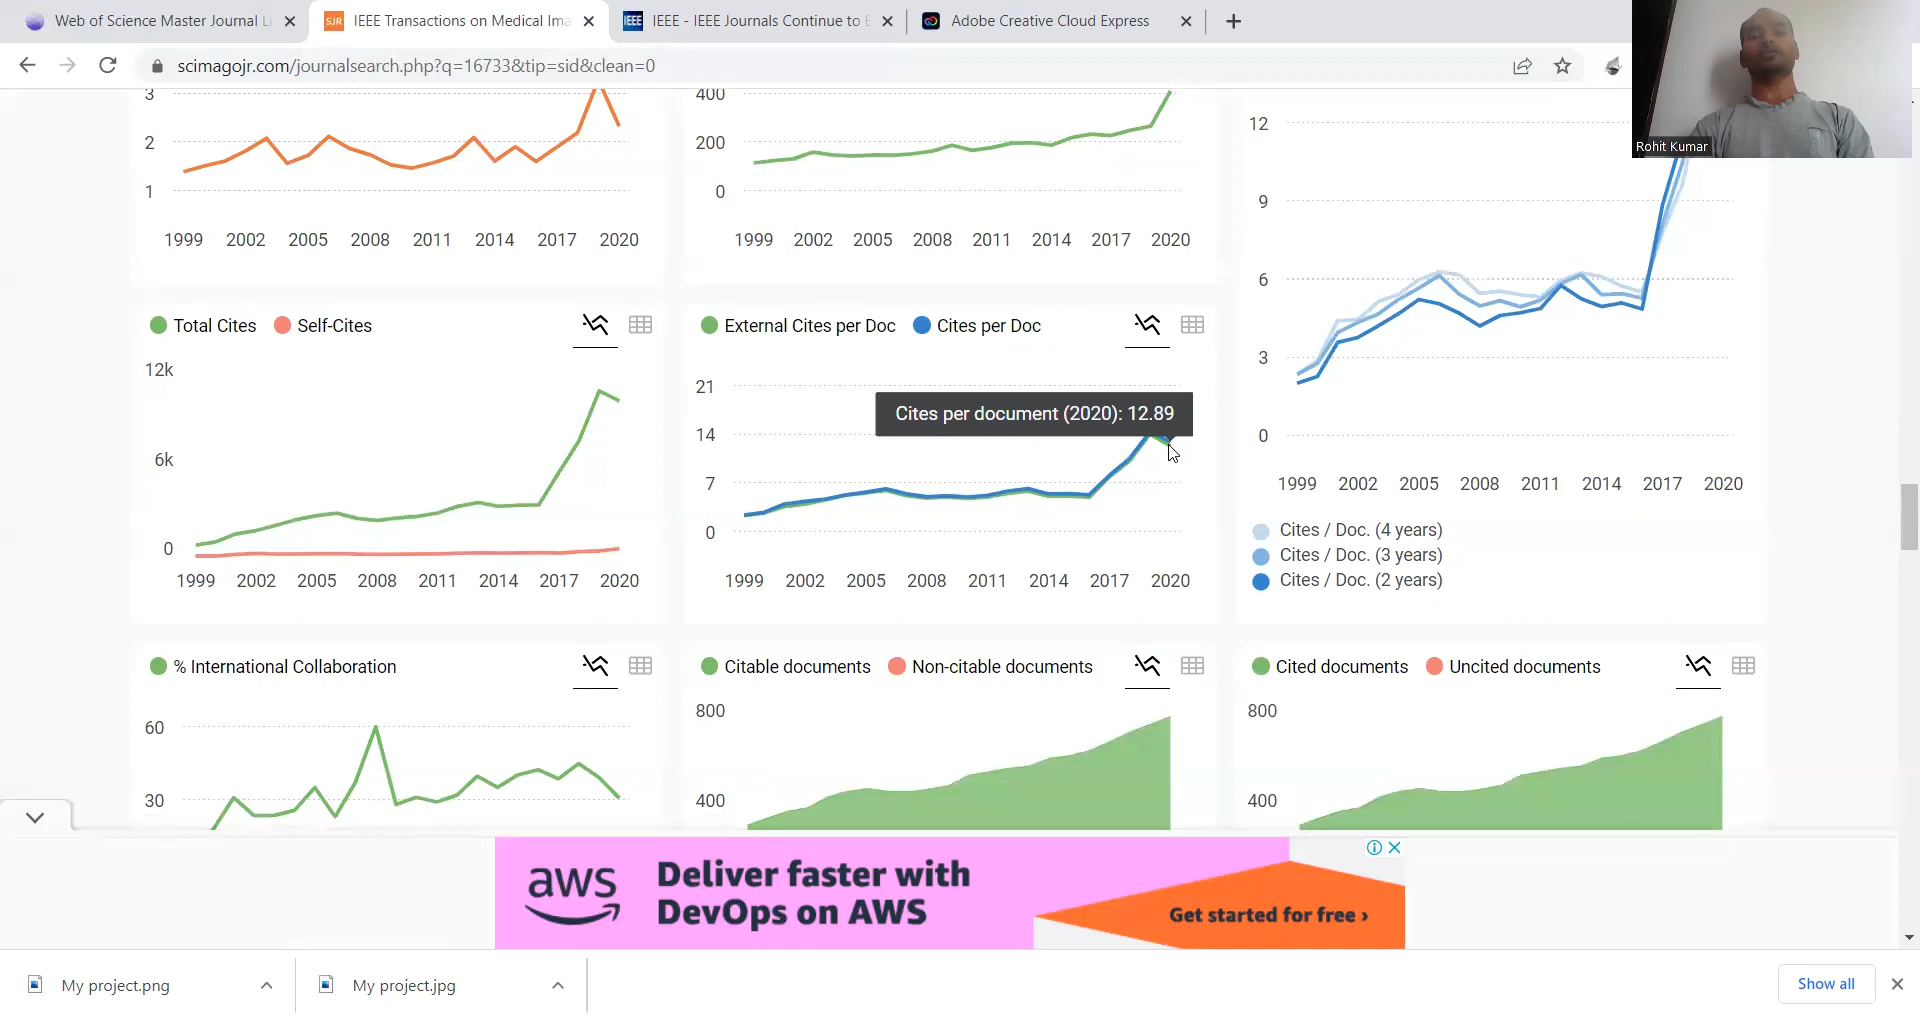 Web of Science Master Journal Li
IEEE Transactions on Medical Ima
IEEE - IEEE Journals Continue to E
Adobe Creative Cloud Express
scimagojr.com/journalsearch.php?q=16733&tip=sid&clean=0
Rohit Kumar
3
2
1
1999 2002 2005 2008 2011 2014 2017 2020
400
200
0
1999 2002 2005 2008 2011 2014 2017 2020
12
9
6
3
0
1999 2002 2005 2008 2011 2014 2017 2020
Cites / Doc. (4 years)
Cites / Doc. (3 years)
Cites / Doc. (2 years)
Total Cites Self-Cites
12k
6k
0
1999 2002 2005 2008 2011 2014 2017 2020
External Cites per Doc Cites per Doc
21
14
7
0
Cites per document (2020): 12.89
1999 2002 2005 2008 2011 2014 2017 2020
% International Collaboration
60
30
Citable documents Non-citable documents
800
400
Cited documents Uncited documents
800
400
aws
Deliver faster with
DevOps on AWS
Get started for free ›
My project.png
My project.jpg
Show all
SJR
IEEE